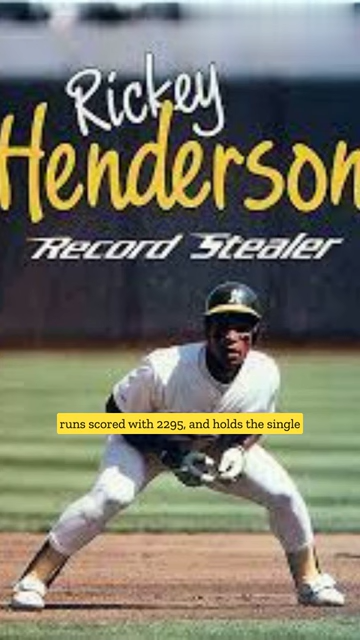 Rickey
Henderson
Record Stealer
runs scored with 2295, and holds the single